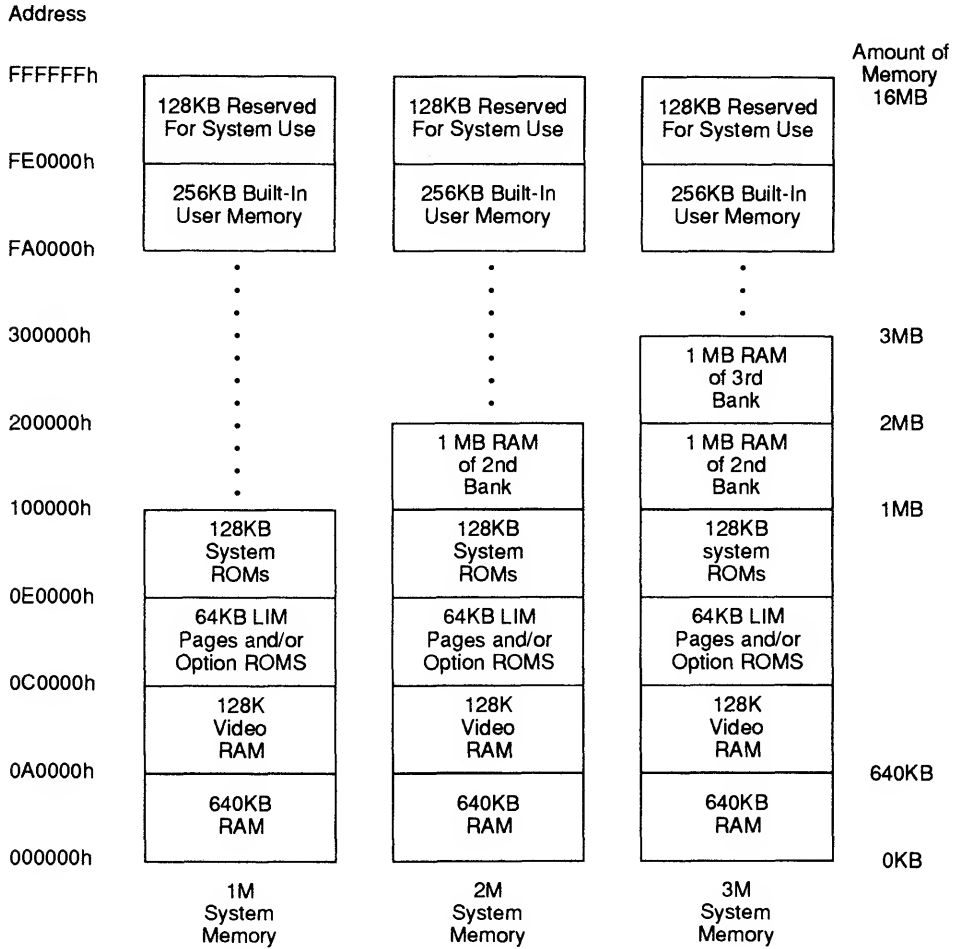 Address
Amount of
Memory
FFFFFFh
16MB
128KB Reserved
For System Use
128KB Reserved
For System Use
128KB Reserved
For System Use
FE0000h
256KB Built-In
User Memory
256KB Built-In
User Memory
256KB Built-In
User Memory
FA0000h
300000h
3MB
1 MB RAM
of 3rd
Bank
200000h
2MB
1 MB RAM
of 2nd
Bank
1 MB RAM
of 2nd
Bank
100000h
1MB
128KB
System
ROMs
128KB
System
ROMs
128KB
system
ROMs
0E0000h
64KB LIM
Pages and/or
Option ROMS
64KB LIM
Pages and/or
Option ROMS
64KB LIM
Pages and/or
Option ROMS
0C0000h
128K
Video
RAM
128K
Video
RAM
128K
Video
RAM
0A0000h
640KB
640KB
RAM
640KB
RAM
640KB
RAM
000000h
0KB
1M
System
Memory
2M
System
Memory
3M
System
Memory